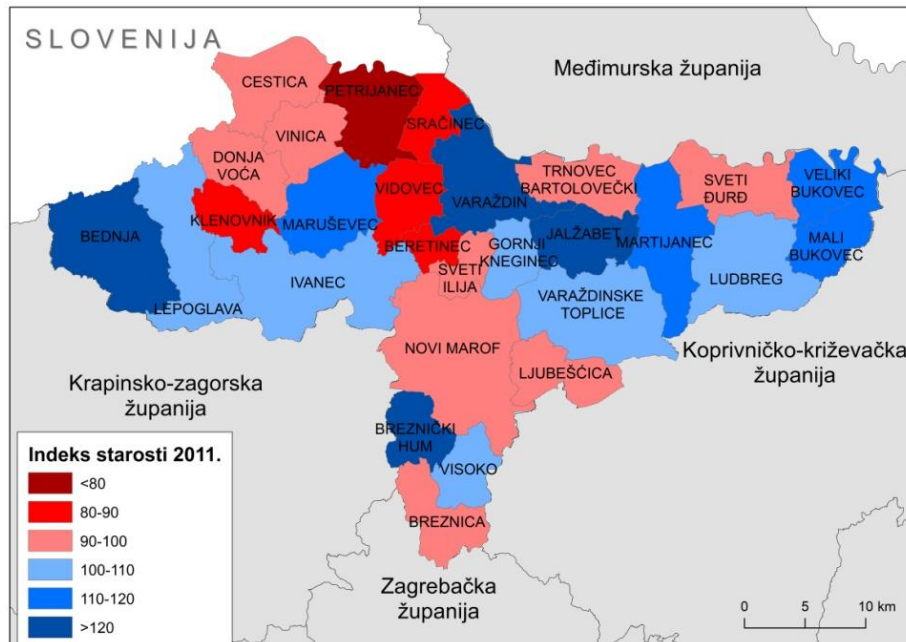 SLOVENIJA
Međimurska županija
CESTICA
PETRIJANEC
SRAČINEC
VINICA
DONJA
VOĆA
TRNOVEC
BARTOLOVEČKI
SVETI
ĐURĐ
VELIKI
BUKOVEC
KLENOVNIK
MARUŠEVEC
VIDOVEC
VARAŽDIN
BEDNJA
BERETINEC
GORNJI
KNEGINEC
JALŽABET
MARTIJANEC
MALI
BUKOVEC
SVETI
ILIJA
IVANEC
LEPOGLAVA
VARAŽDINSKE
TOPLICE
LUDBREG
NOVI MAROF
LJUBEŠĆICA
Koprivničko-križevačka
županija
Krapinsko-zagorska
županija
BREZNIČKI
HUM
VISOKO
BREZNICA
Zagrebačka
županija
Indeks starosti 2011.
<80
80-90
90-100
100-110
110-120
>120
0 5 10 km